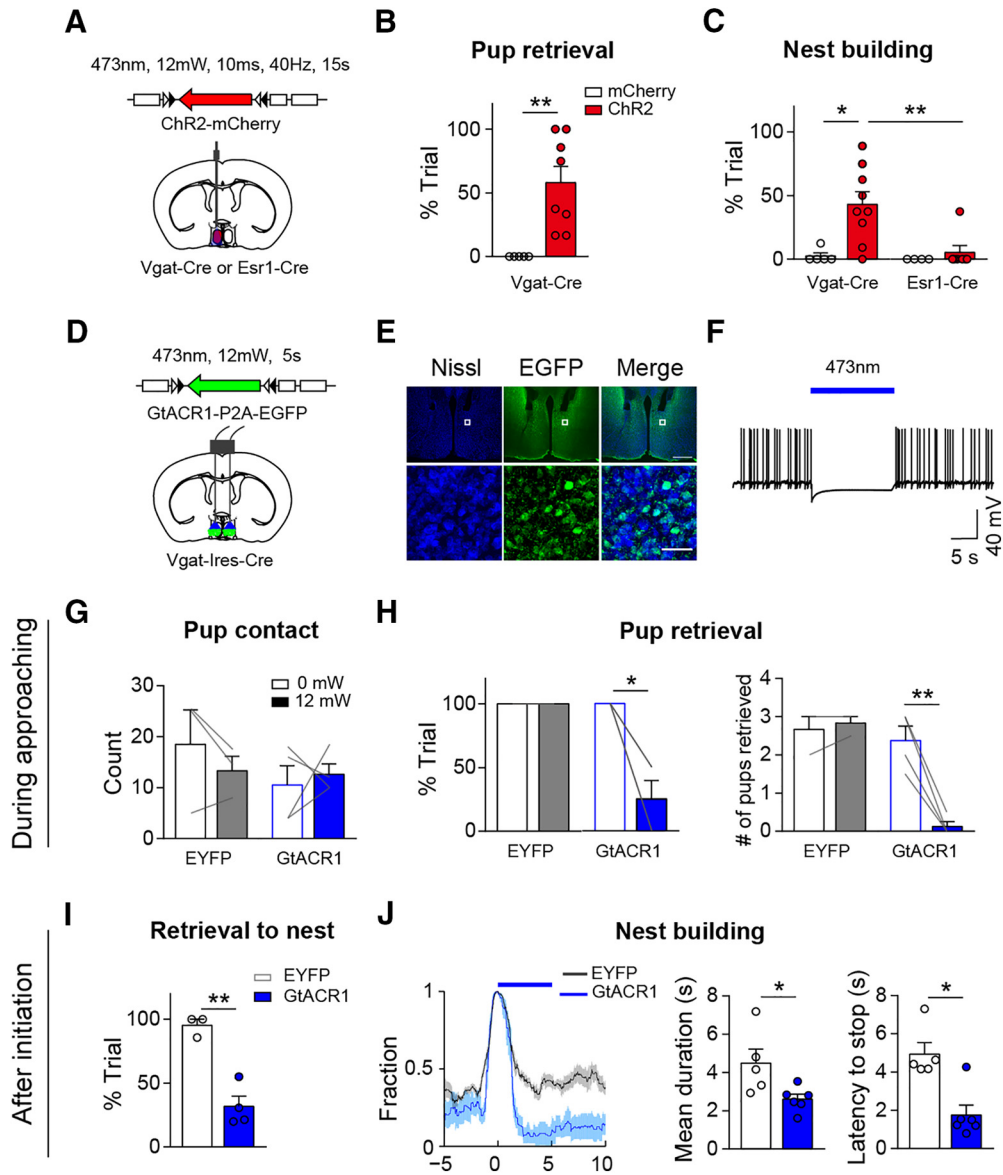 A
473nm, 12mW, 10ms, 40Hz, 15s
ChR2-mCherry
Vgat-Cre or Esr1-Cre
B
Pup retrieval
mCherry
ChR2
**
100
50
0
% Trial
Vgat-Cre
C
Nest building
*
**
100
50
0
% Trial
Vgat-Cre
Esr1-Cre
D
473nm, 12mW, 5s
GtACR1-P2A-EGFP
Vgat-Ires-Cre
E
Nissl
EGFP
Merge
F
473nm
5 s
40 mV
During approaching
G
Pup contact
0 mW
12 mW
30
20
10
0
Count
EYFP
GtACR1
H
Pup retrieval
*
100
50
0
% Trial
EYFP
GtACR1
**
4
3
2
1
0
# of pups retrieved
EYFP
GtACR1
After initiation
I
Retrieval to nest
EYFP
GtACR1
**
100
50
0
% Trial
J
Nest building
EYFP
GtACR1
1
0.5
0
Fraction
−5
0
5
10
*
8
6
4
2
0
Mean duration (s)
*
8
6
4
2
0
Latency to stop (s)